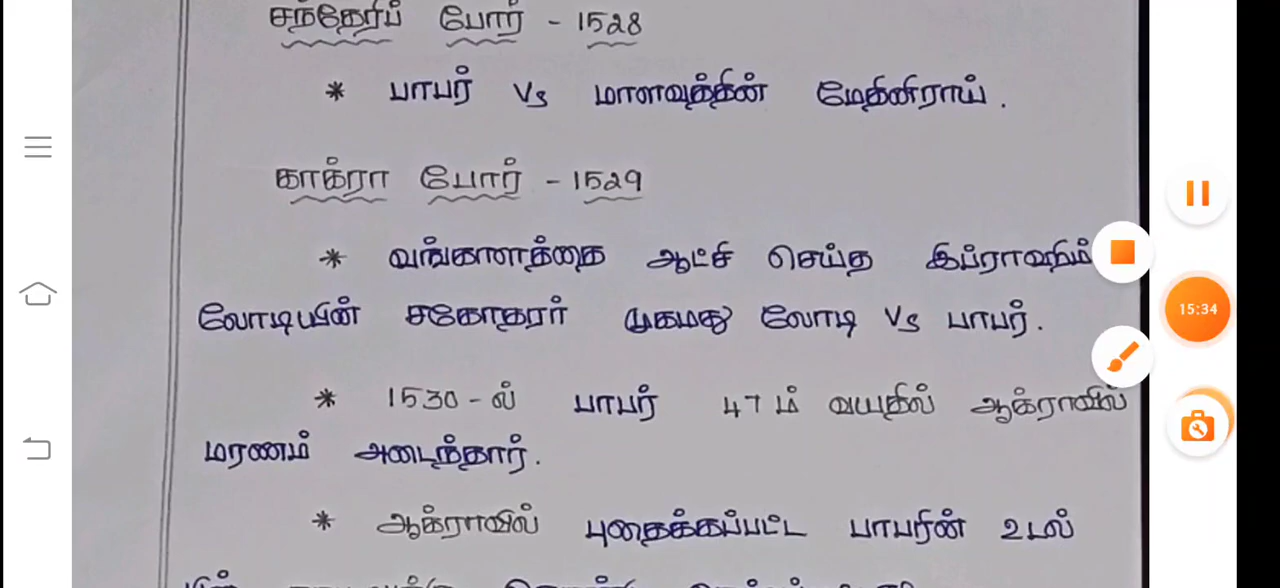 சந்தேரிப் போர் - 1528
* பாபர் Vs மாளவத்தின் மேதினிராய்.
காக்ரா போர் - 1529
* வங்காளத்தை ஆட்சி செய்த இப்ராஹிம்
லோடியின் சகோதரர் முகமது லோடி Vs பாபர்.
15:34
* 1530-ல் பாபர் 47ம் வயதில் ஆக்ராவில்
மரணம் அடைந்தார்.
* ஆக்ராவில் புதைக்கப்பட்ட பாபரின் உடல்